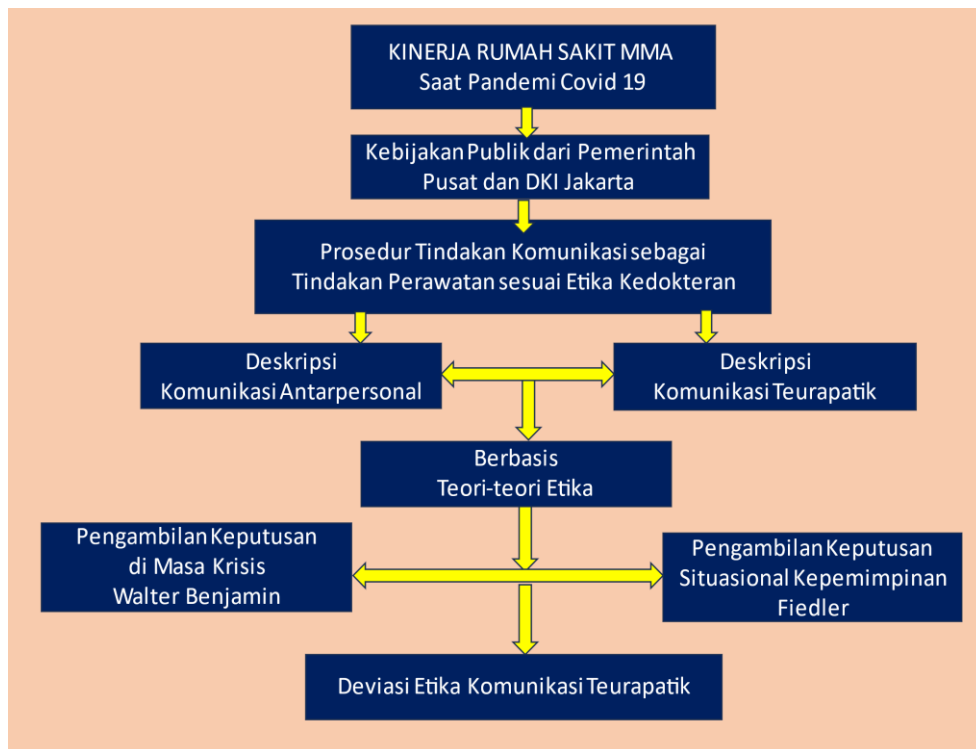 KINERJA RUMAH SAKIT MMA
Saat Pandemi Covid 19
Kebijakan Publik dari Pemerintah
Pusat dan DKI Jakarta
Prosedur Tindakan Komunikasi sebagai
Tindakan Perawatan sesuai Etika Kedokteran
Deskripsi
Komunikasi Antarpersonal
Deskripsi
Komunikasi Teurapatik
Berbasis
Teori-teori Etika
Pengambilan Keputusan
di Masa Krisis
Walter Benjamin
Pengambilan Keputusan
Situasional Kepemimpinan
Fiedler
Deviasi Etika Komunikasi Teurapatik